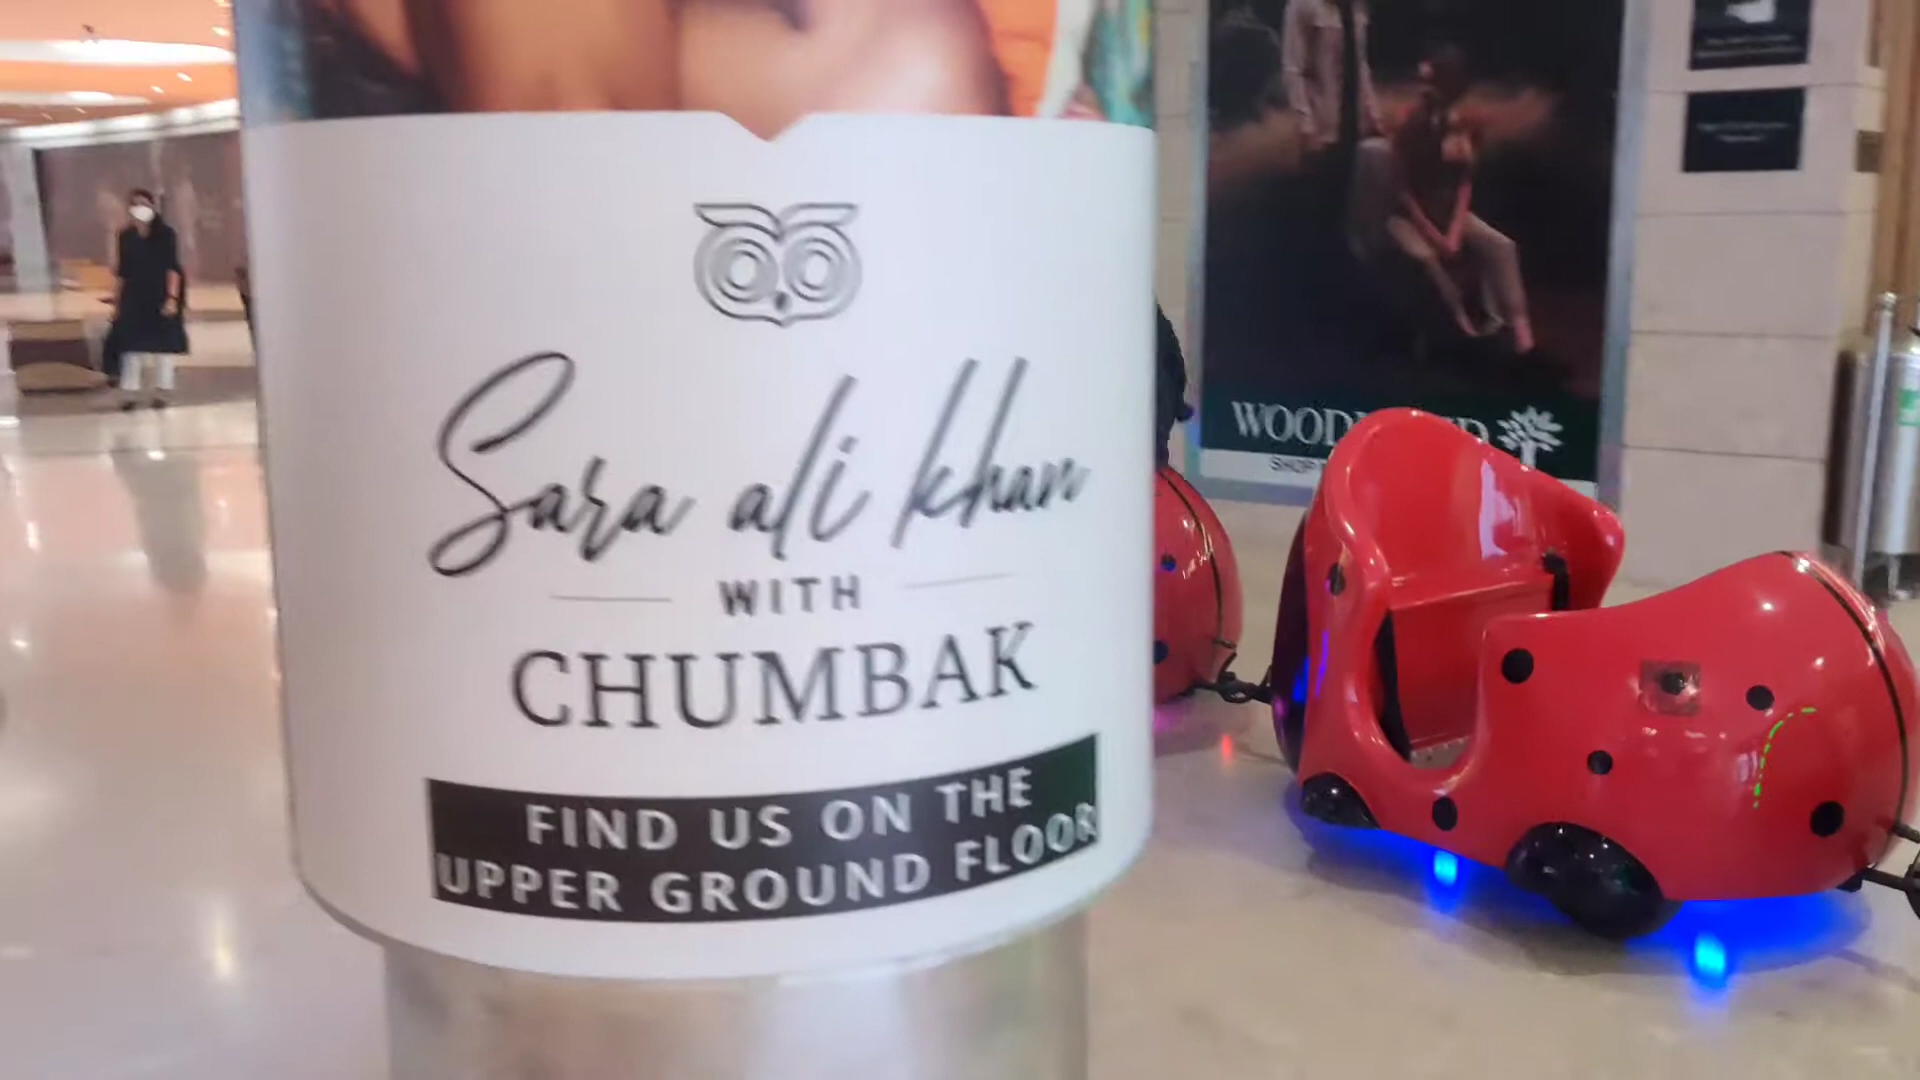 Sara ali khan
WITH
CHUMBAK
FIND US ON THE
UPPER GROUND FLOOR